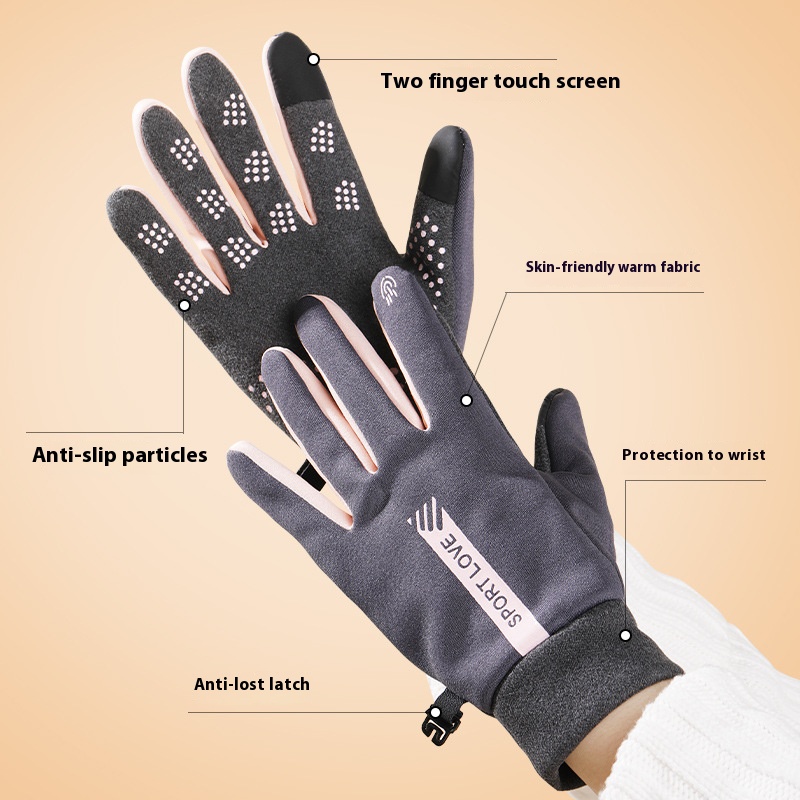 Two finger touch screen
Skin-friendly warm fabric
Anti-slip particles
Protection to wrist
SPORT LOVE
Anti-lost latch